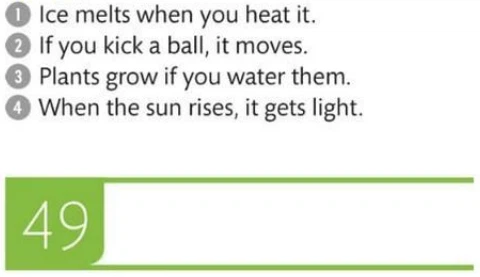 1 Ice melts when you heat it.
2 If you kick a ball, it moves.
3 Plants grow if you water them.
4 When the sun rises, it gets light.
49